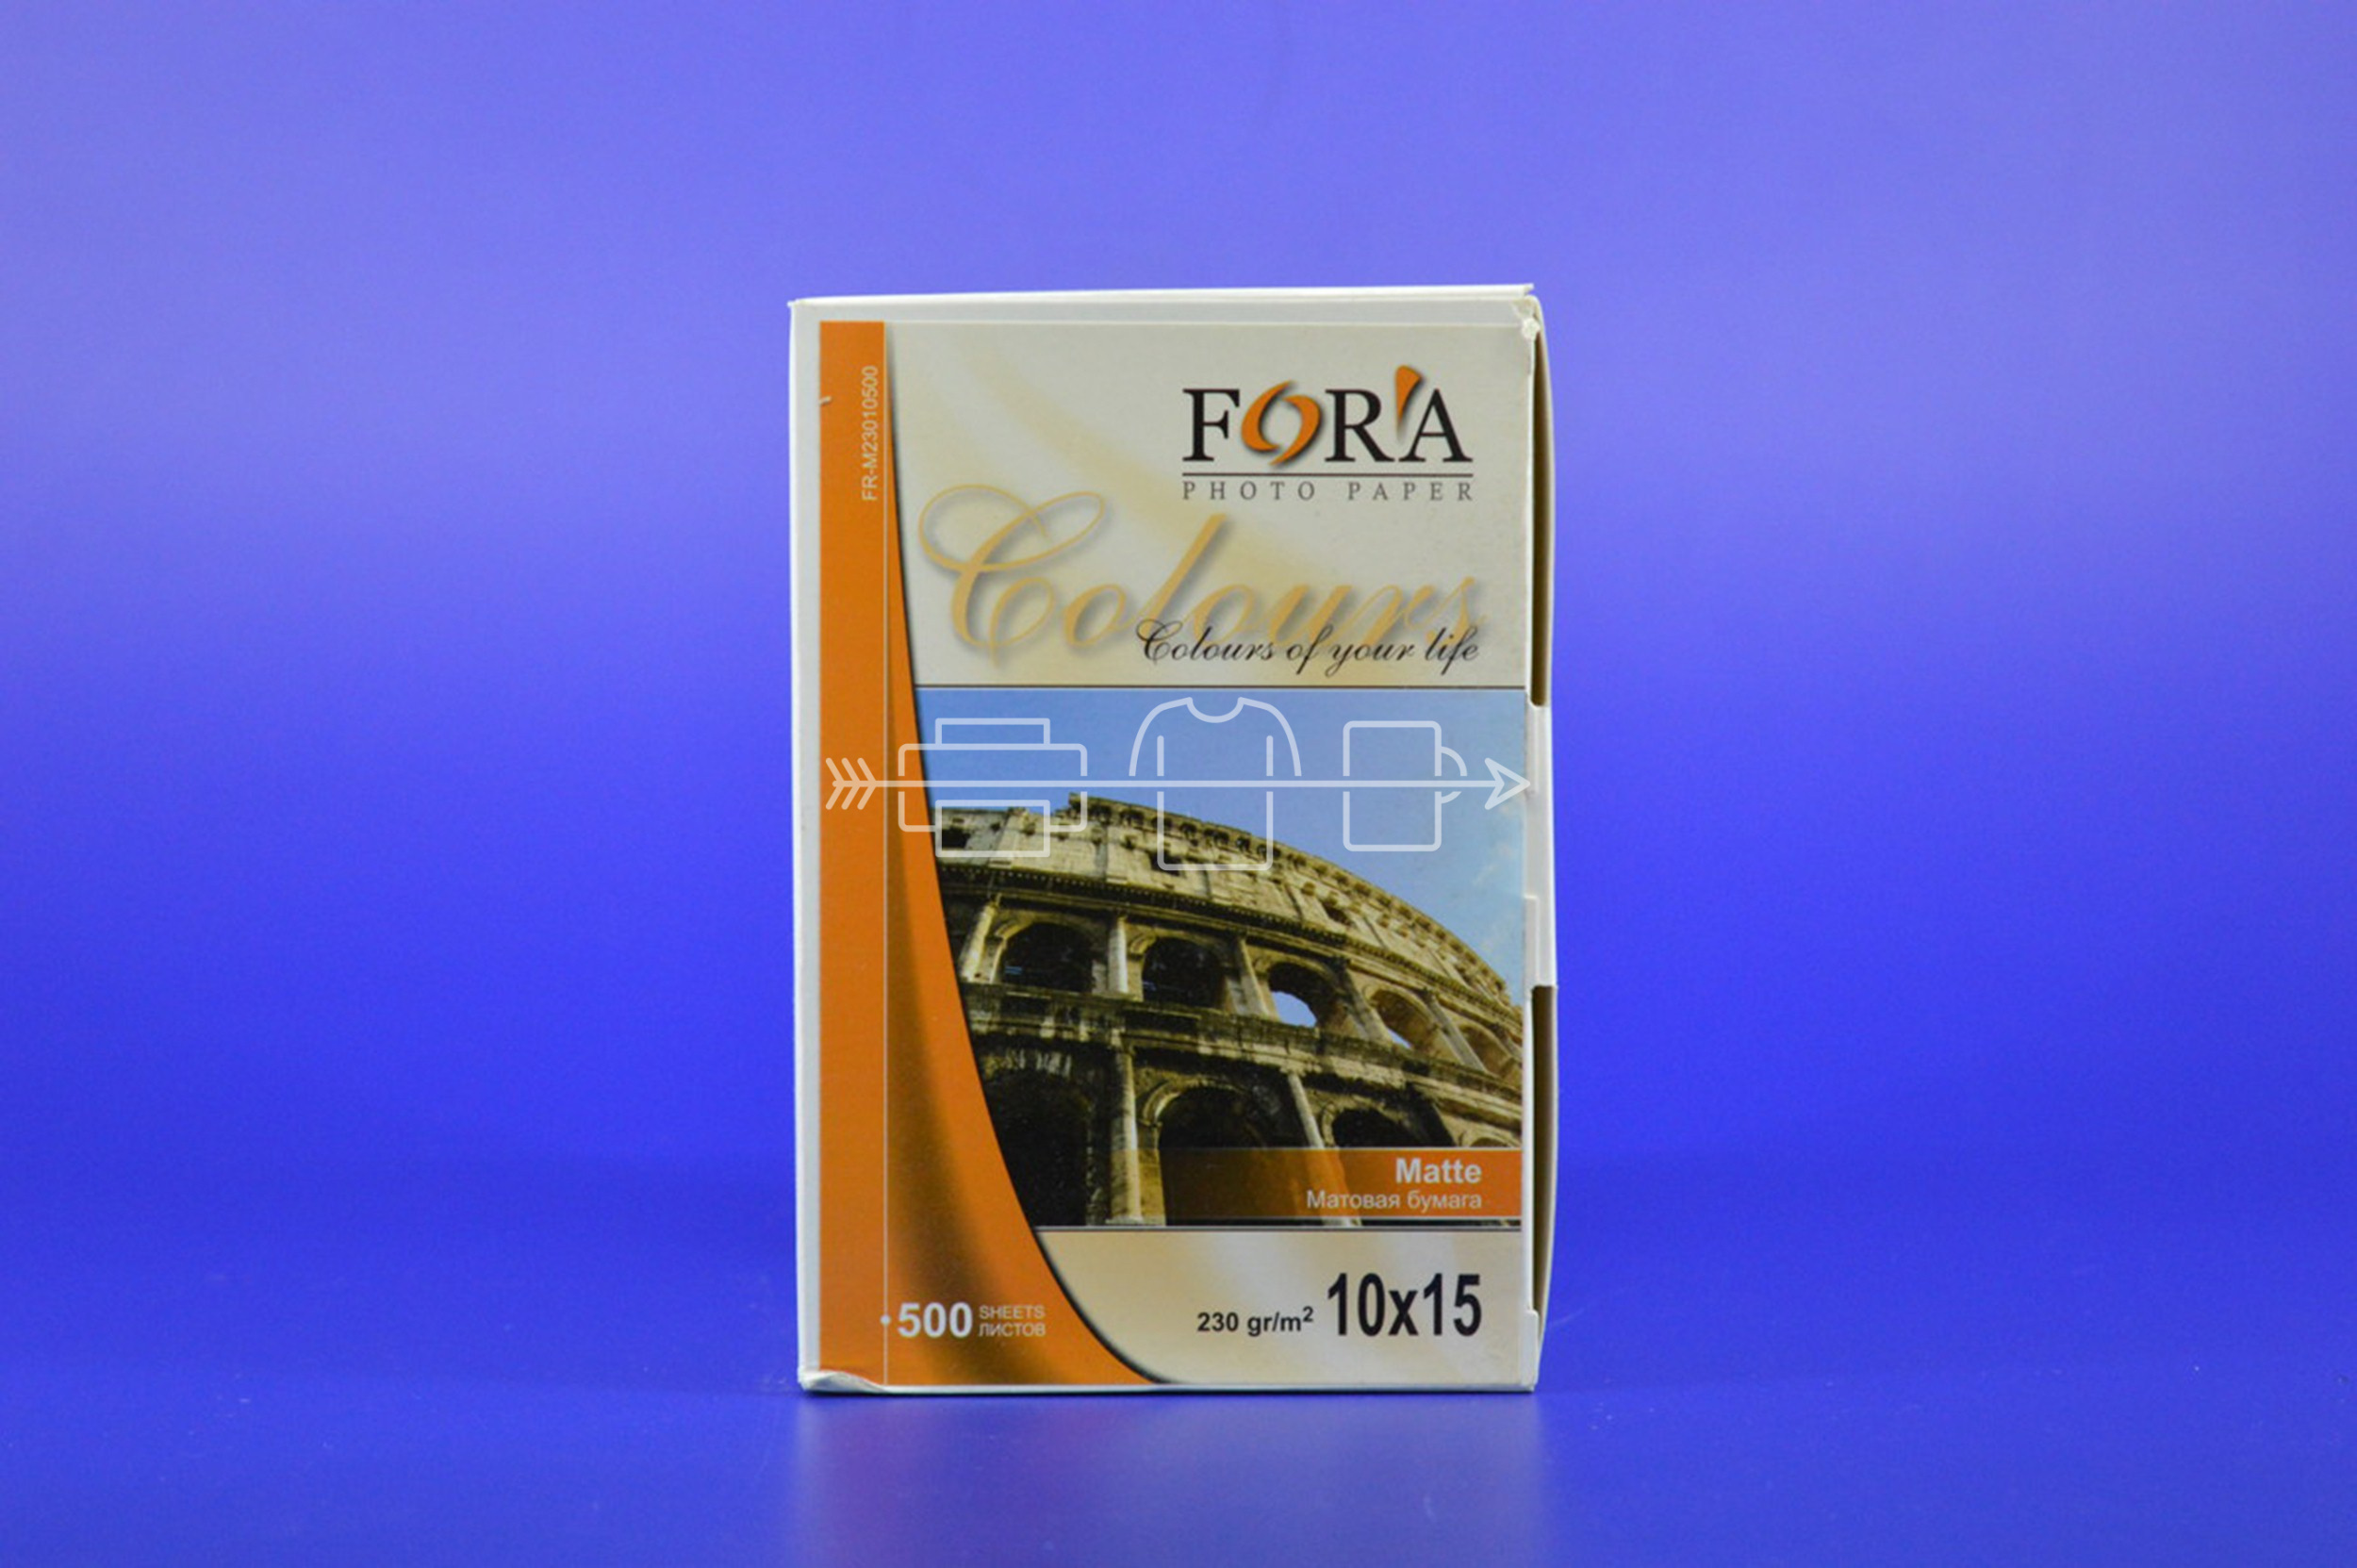 FR-M23010500
FOR'A
PHOTO PAPER
Colours
Colours of your life
Matte
Матовая бумага
500 SHEETS
ЛИСТОВ
230 gr/m² 10x15